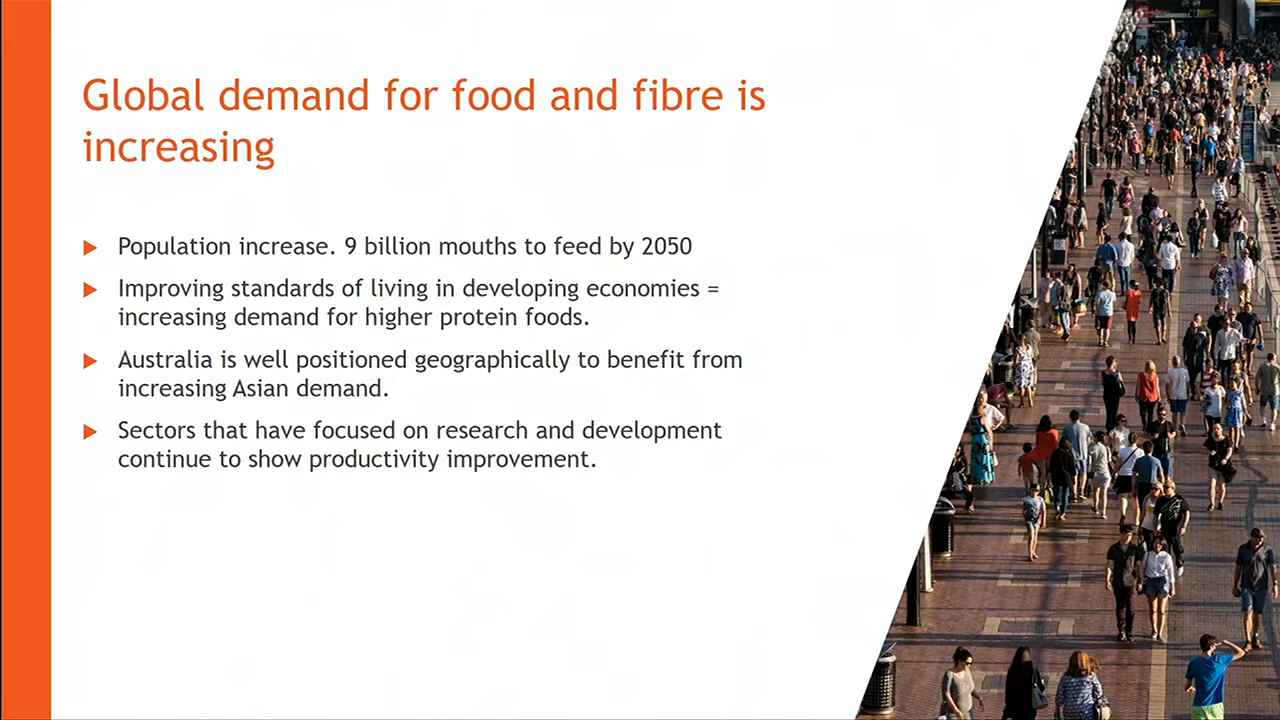 Global demand for food and fibre is
increasing
Population increase. 9 billion mouths to feed by 2050
Improving standards of living in developing economies =
increasing demand for higher protein foods.
Australia is well positioned geographically to benefit from
increasing Asian demand.
Sectors that have focused on research and development
continue to show productivity improvement.